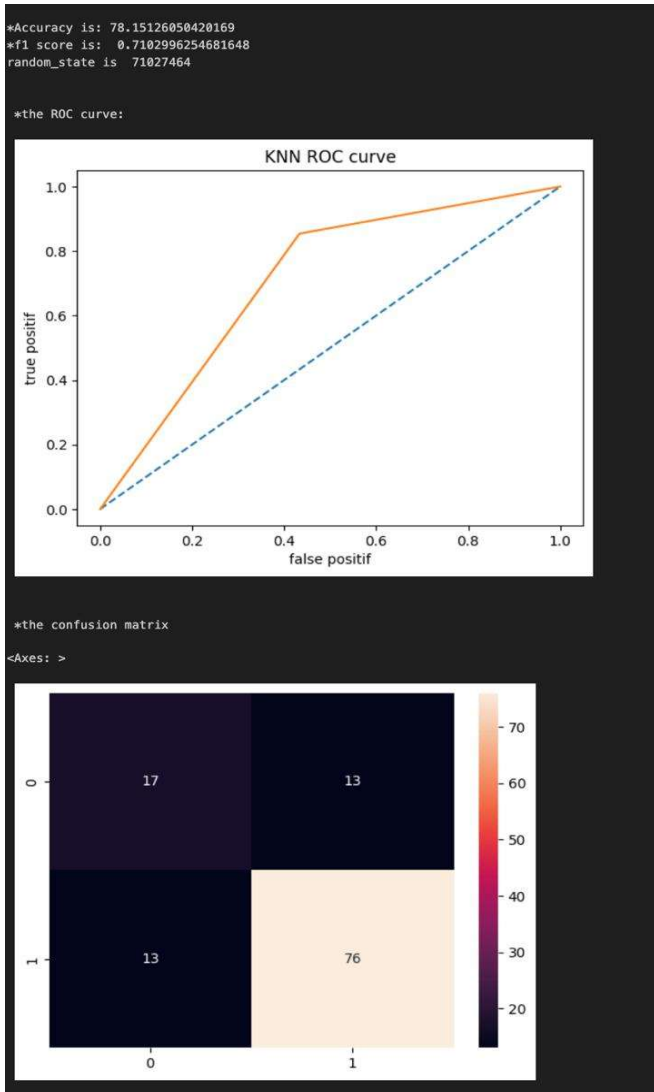 *Accuracy is: 78.15126050420169
*f1 score is:  0.7102996254681648
random_state is  71027464
*the ROC curve:
KNN ROC curve
1.0
0.8
0.6
0.4
0.2
0.0
true positif
0.0 0.2 0.4 0.6 0.8 1.0
false positif
*the confusion matrix
<Axes: >
0
17 13
1
13 76
0 1
70
60
50
40
30
20